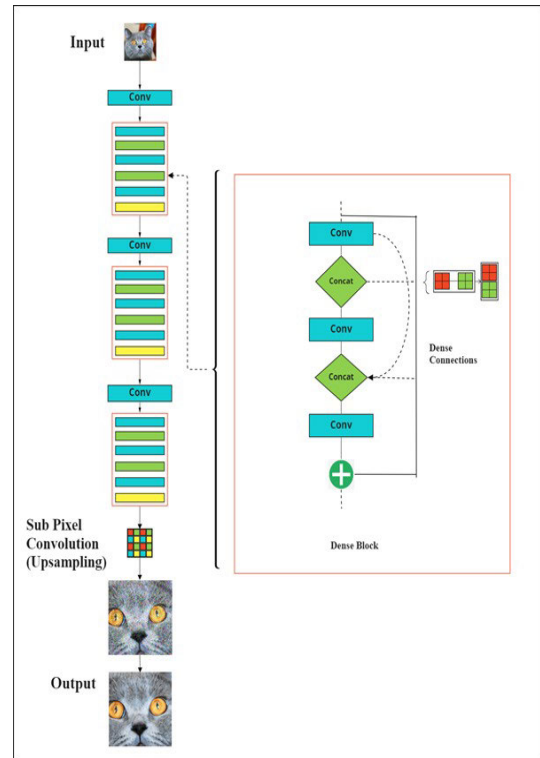 Input
Conv
Conv
Conv
Sub Pixel
Convolution
(Upsampling)
Output
Conv
Concat
Conv
Concat
Conv
Dense
Connections
Dense Block